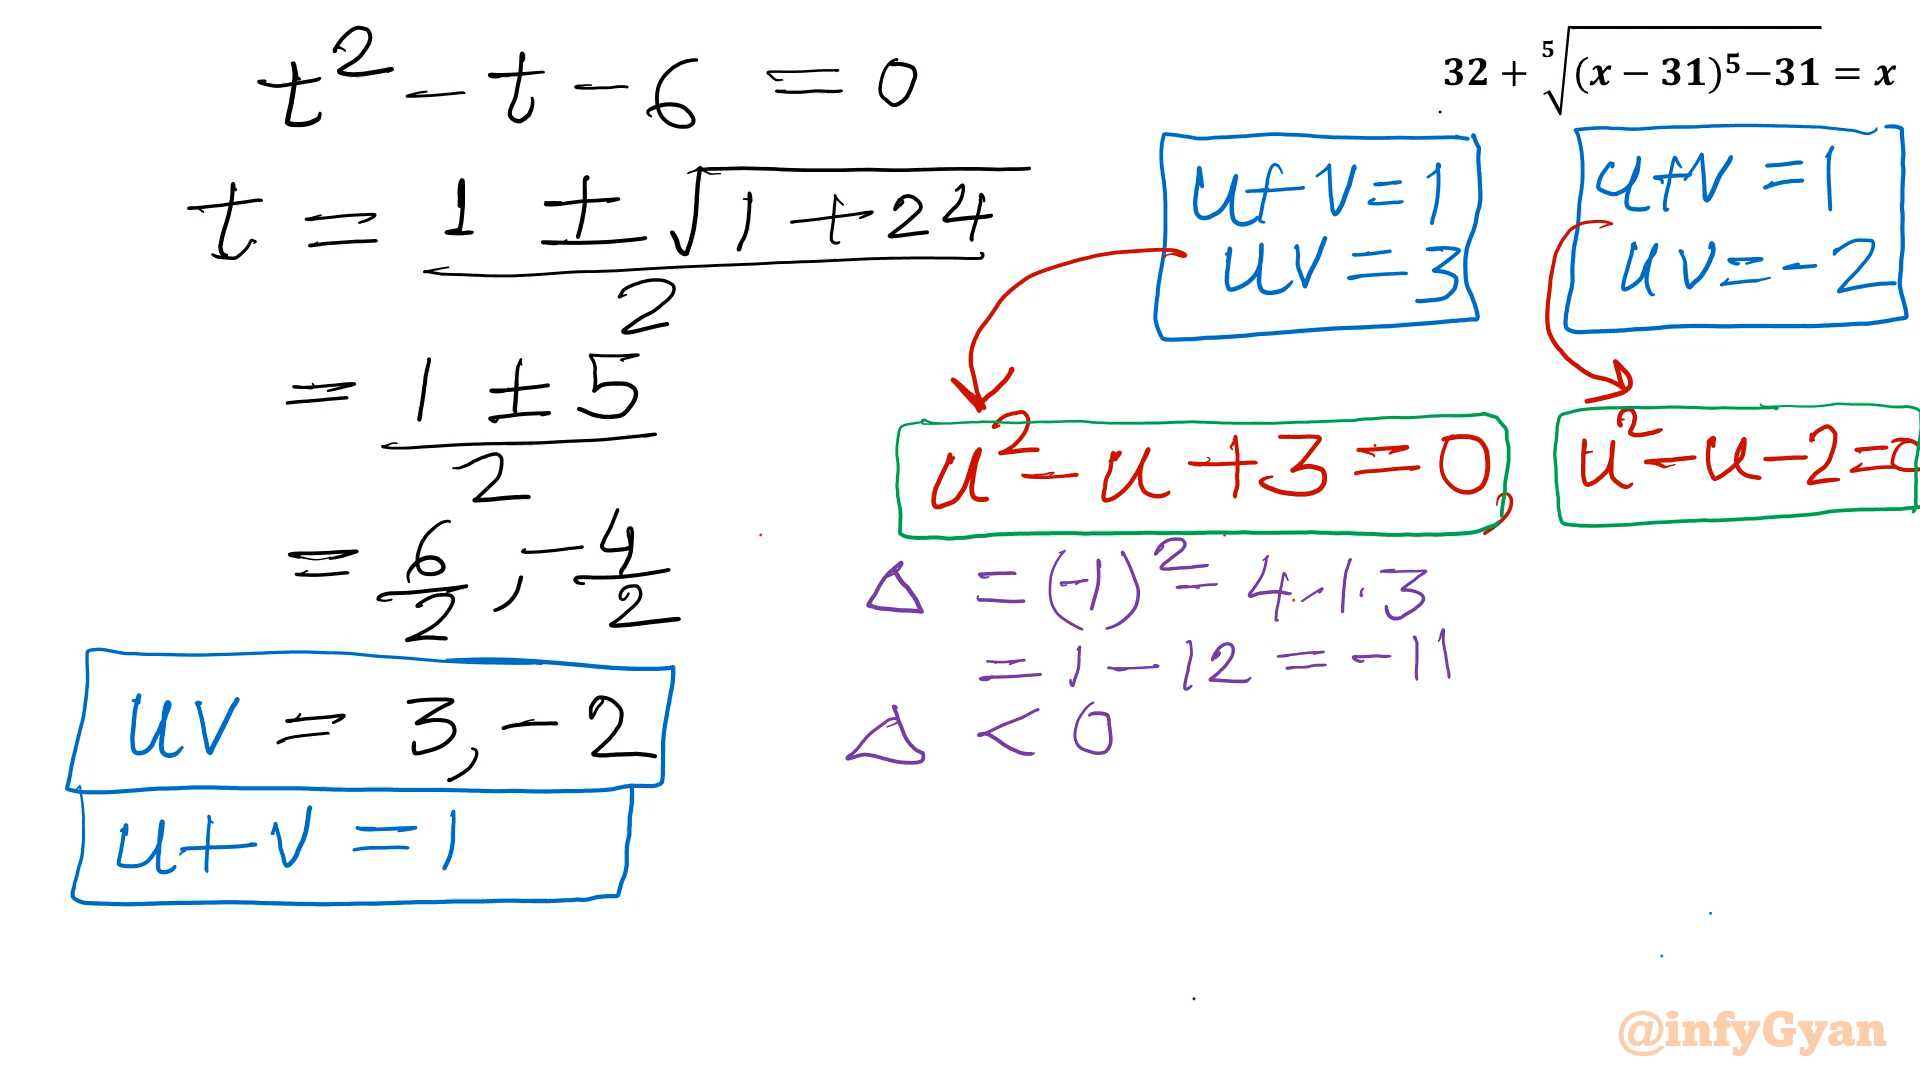 t² - t - 6 = 0
t = (1 ± √(1 + 24)) / 2
= (1 ± 5) / 2
= 6/2, -4/2
uv = 3, -2
u + v = 1
32 + ⁵√((x − 31)⁵−31) = x
u + v = 1
uv = 3
u + v = 1
uv = -2
u² - u + 3 = 0,
u² - u - 2 = 0
Δ = (-1)² - 4·1·3
= 1 - 12 = -11
Δ < 0
@infyGyan